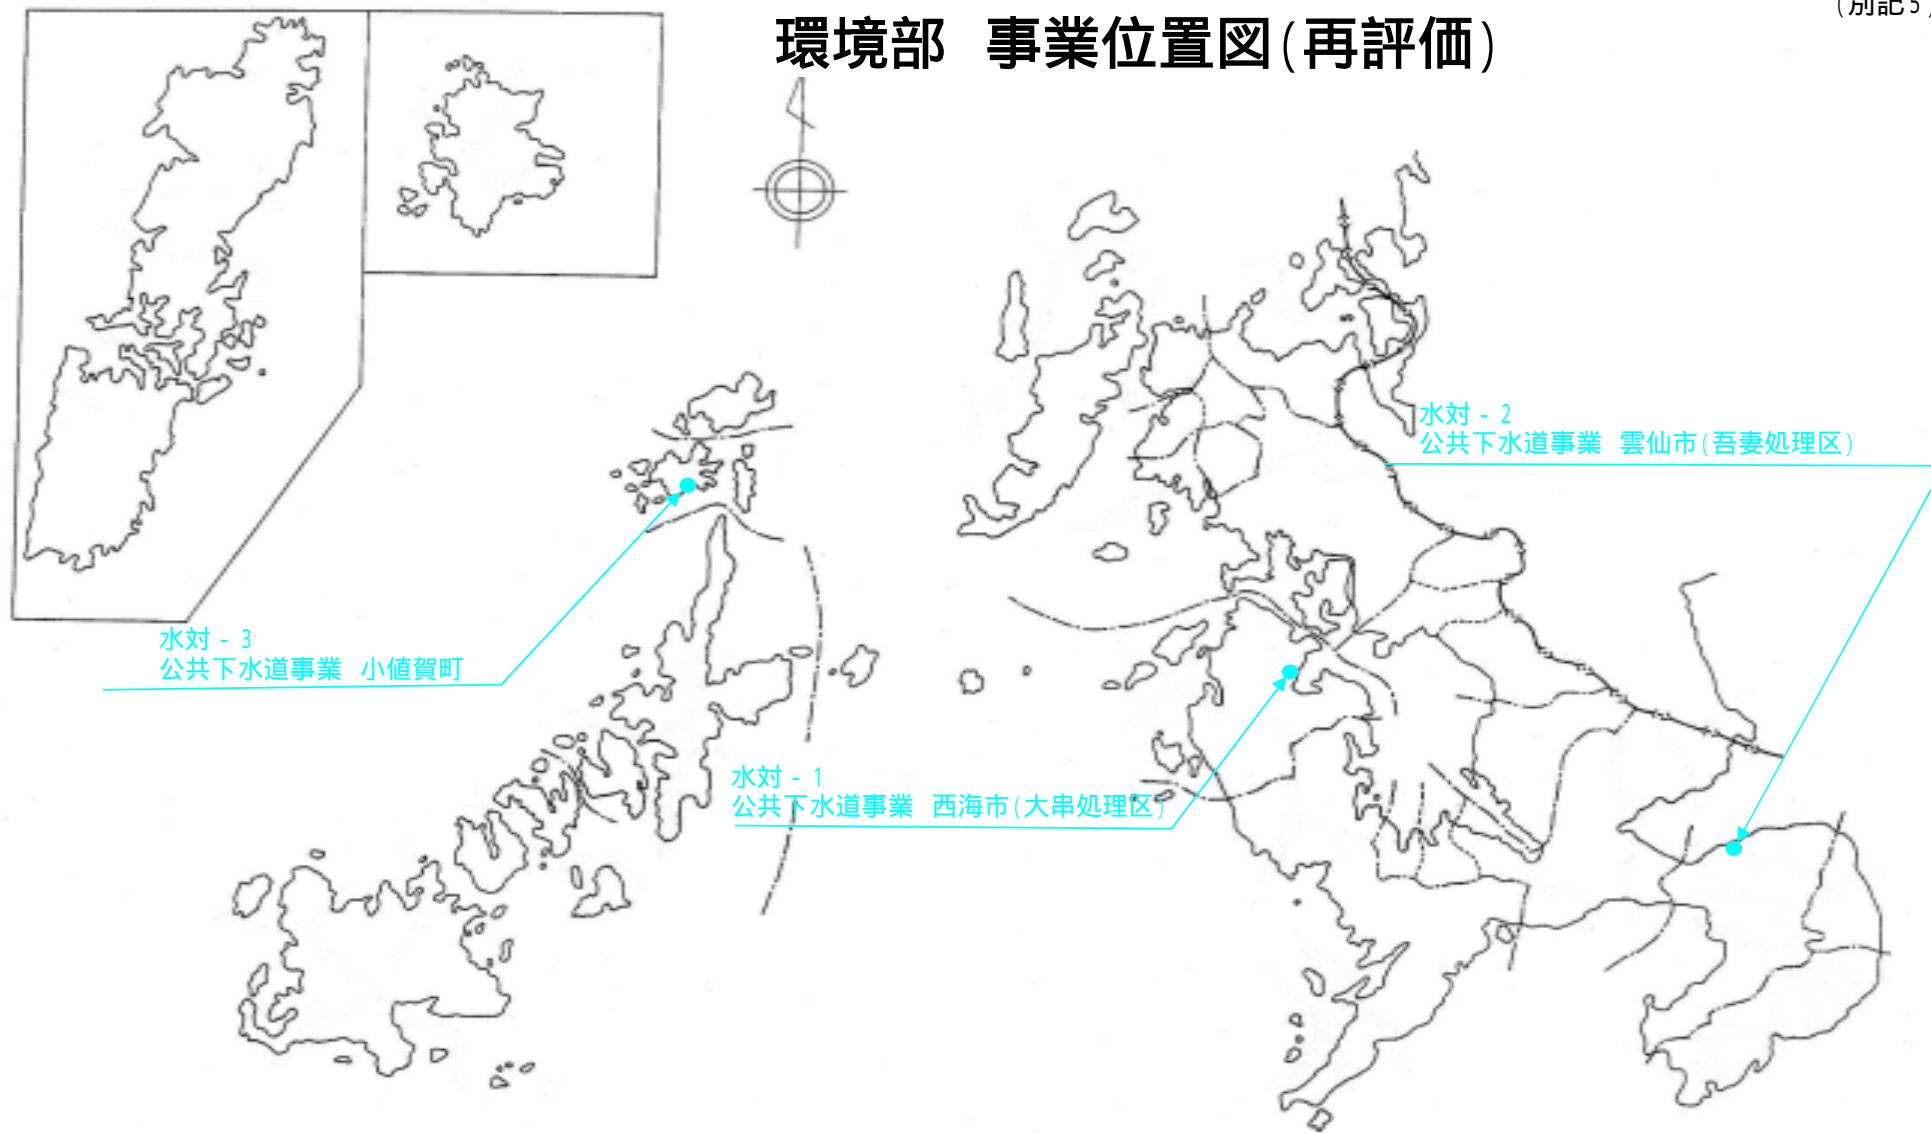 (別記5)
環境部 事業位置図(再評価)
水対-2
公共下水道事業 雲仙市(吾妻処理区)
水対-3
公共下水道事業 小値賀町
水対-1
公共下水道事業 西海市(大串処理区)